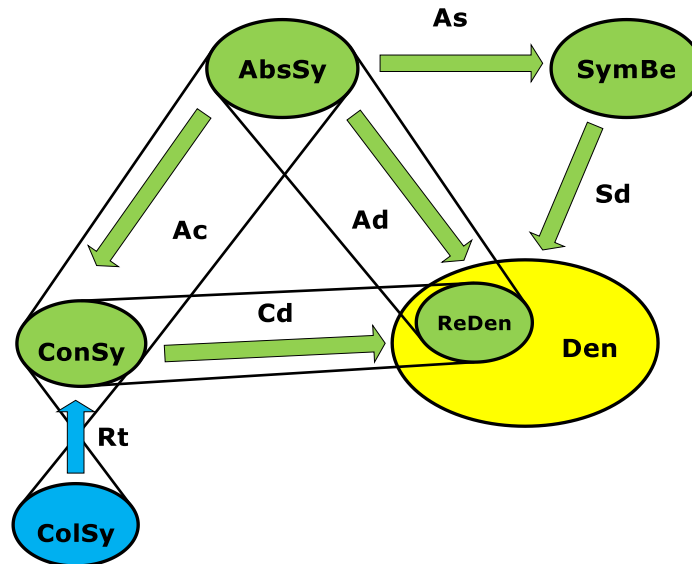 As
AbsSy
SymBe
Sd
Ac
Ad
Cd
ReDen
ConSy
Den
Rt
ColSy